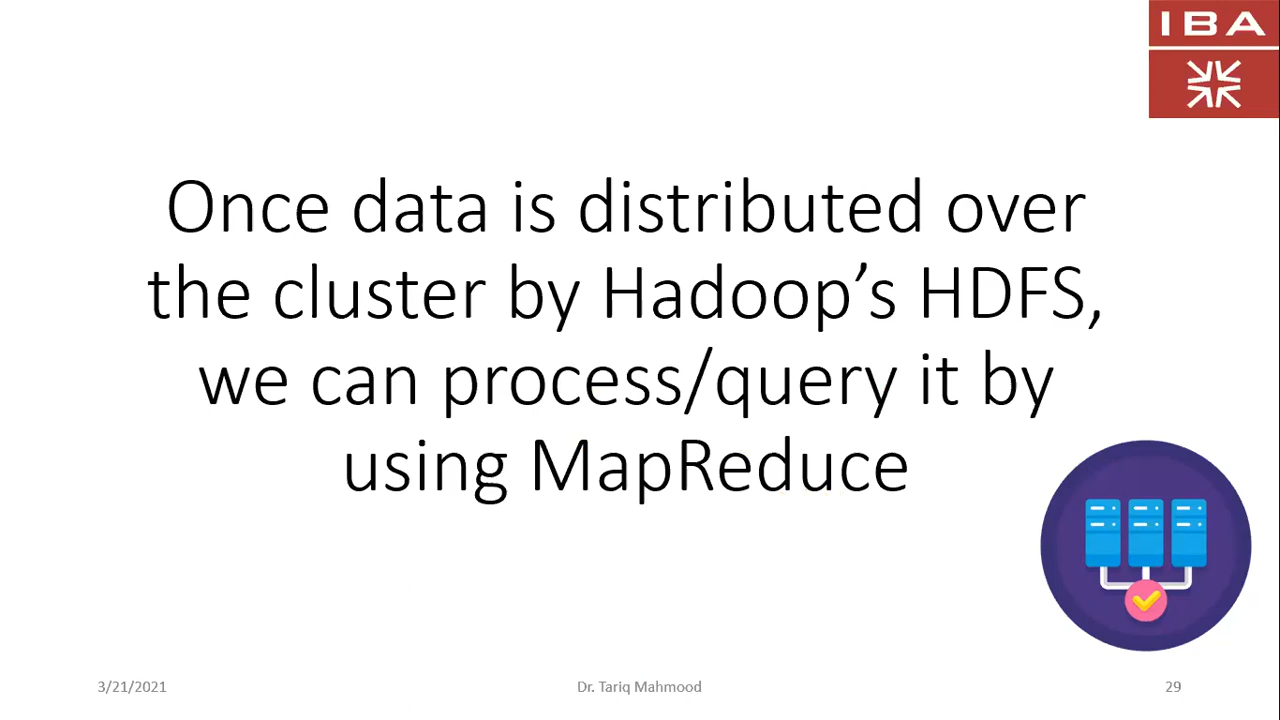 IBA
Once data is distributed over
the cluster by Hadoop’s HDFS,
we can process/query it by
using MapReduce
3/21/2021
Dr. Tariq Mahmood
29